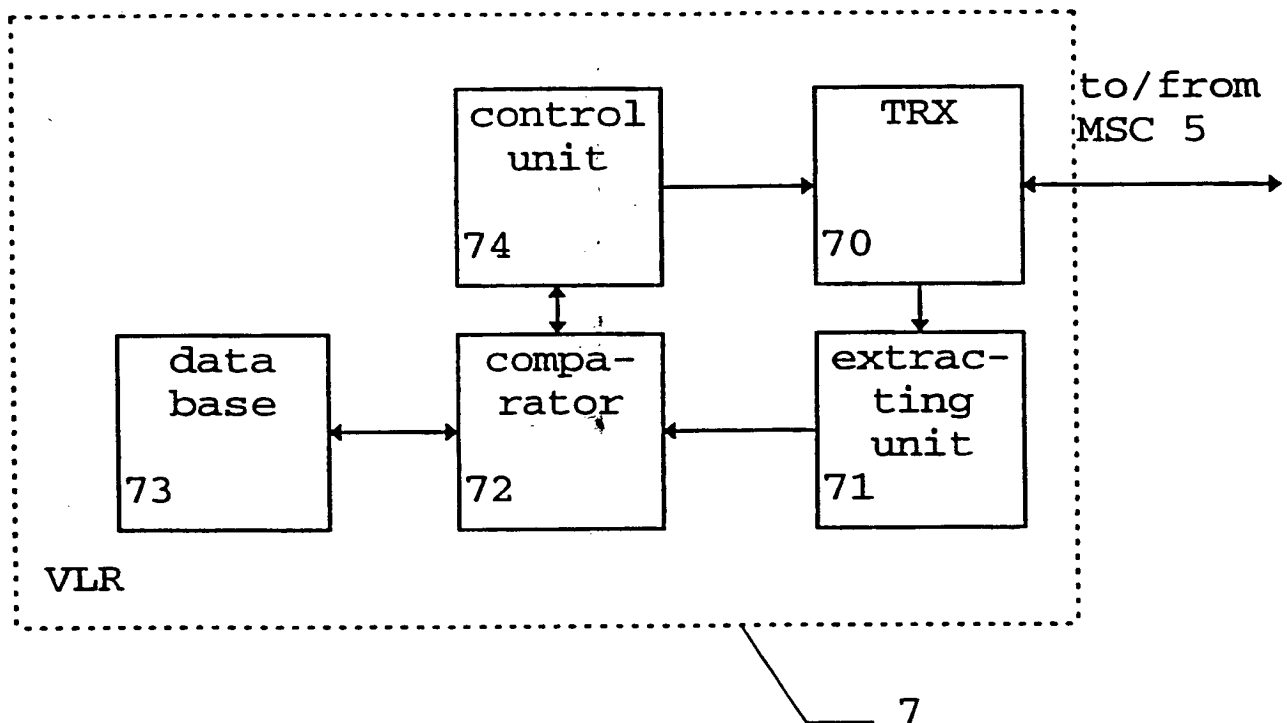 control
unit
74
TRX
70
to/from
MSC 5
data
base
73
compa-
rator
72
extrac-
ting
unit
71
VLR
7